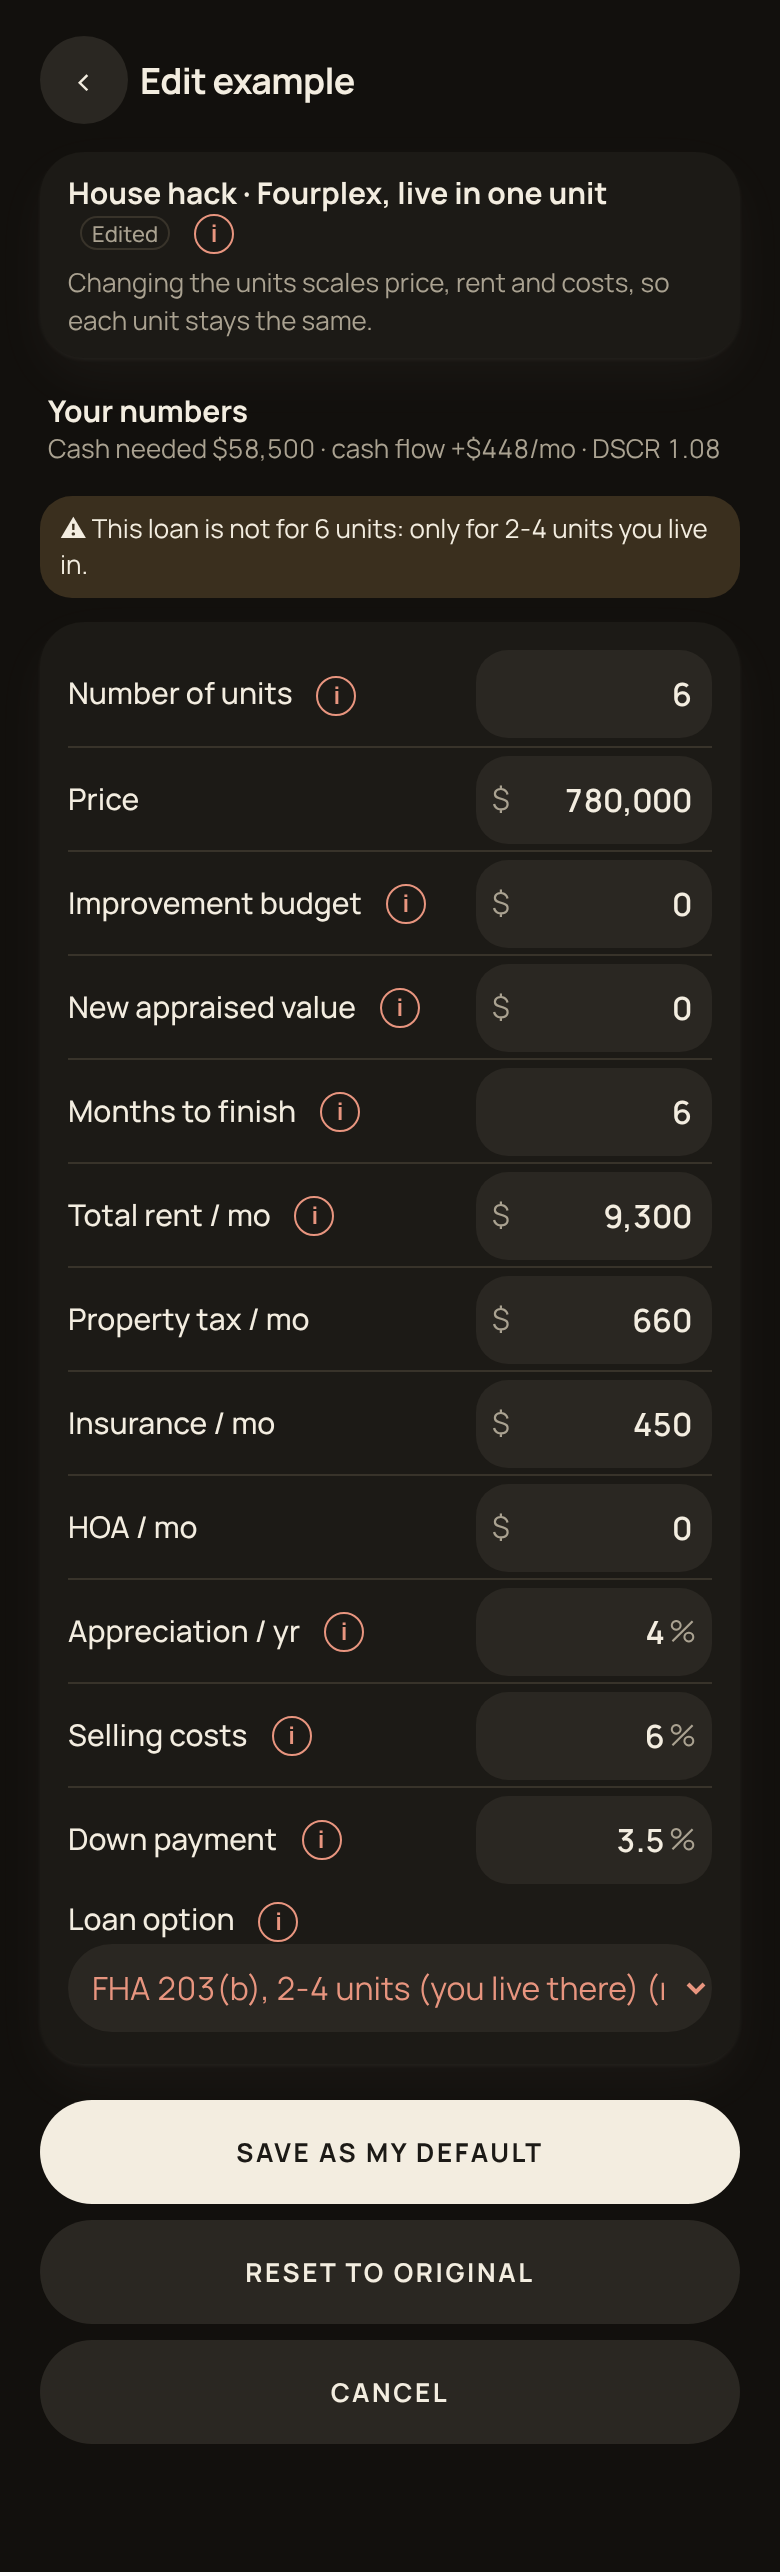 Edit example
House hack · Fourplex, live in one unit
Edited i
Changing the units scales price, rent and costs, so
each unit stays the same.
Your numbers
Cash needed $58,500 · cash flow +$448/mo · DSCR 1.08
⚠ This loan is not for 6 units: only for 2-4 units you live
in.
Number of units i 6
Price $ 780,000
Improvement budget i $ 0
New appraised value i $ 0
Months to finish i 6
Total rent / mo i $ 9,300
Property tax / mo $ 660
Insurance / mo $ 450
HOA / mo $ 0
Appreciation / yr i 4 %
Selling costs i 6 %
Down payment i 3.5 %
Loan option i
FHA 203(b), 2-4 units (you live there) (
SAVE AS MY DEFAULT
RESET TO ORIGINAL
CANCEL